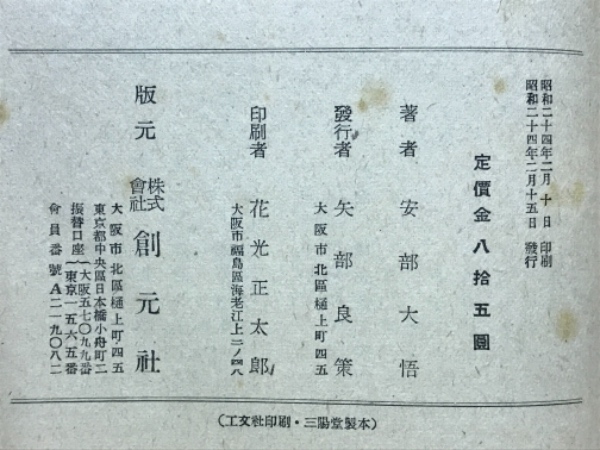 昭和二十四年二月 十 日 印刷
昭和二十四年二月十五日 發行
定價金八拾五圓
著者 安部大悟
發行者 矢部良策
大阪市北區樋上町四五
印刷者 花光正太郎
大阪市福島區海老江上二ノ四八
版元 株式會社 創元社
大阪市北區樋上町四五
東京都中央區日本橋小舟町二
振替口座(大阪五七〇九九番
(東京一五六五番
會員番號A二一九〇八二
(工文社印刷・三陽堂製本)